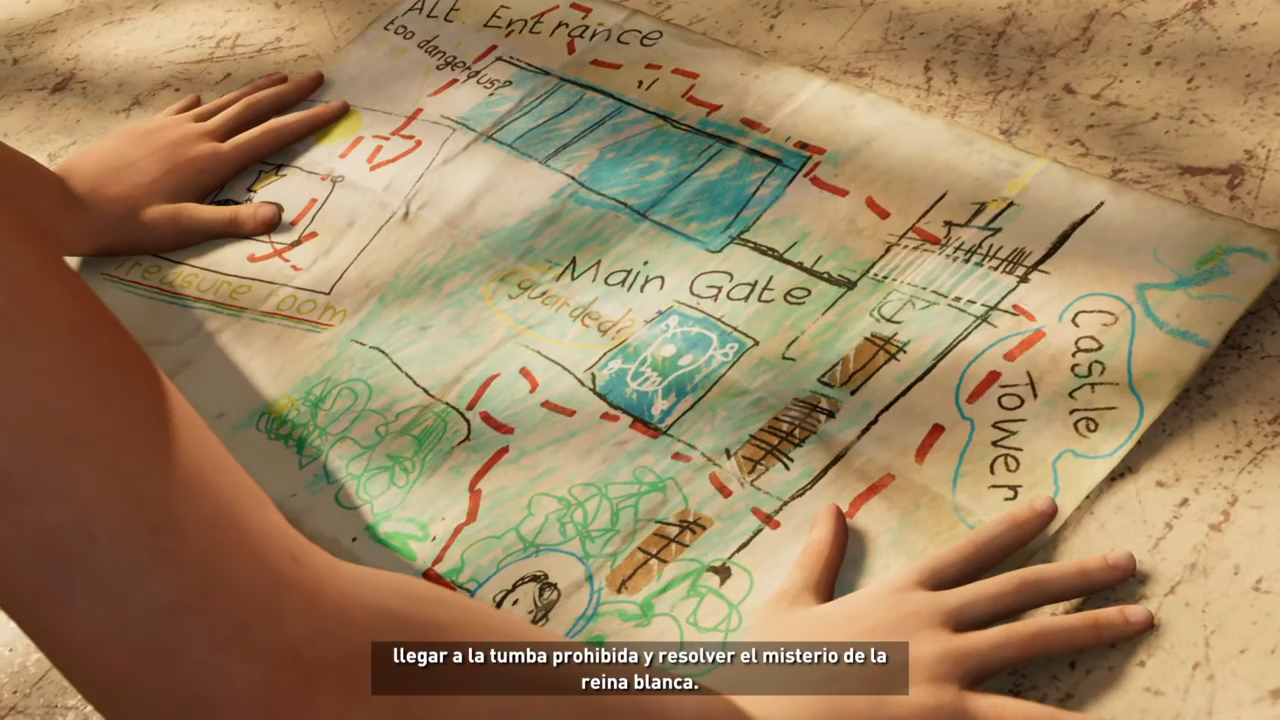 ALt. Entrance
too dangerous?
IV
Treasure room
Main Gate
guarded?
Castle
Tower
llegar a la tumba prohibida y resolver el misterio de la
reina blanca.